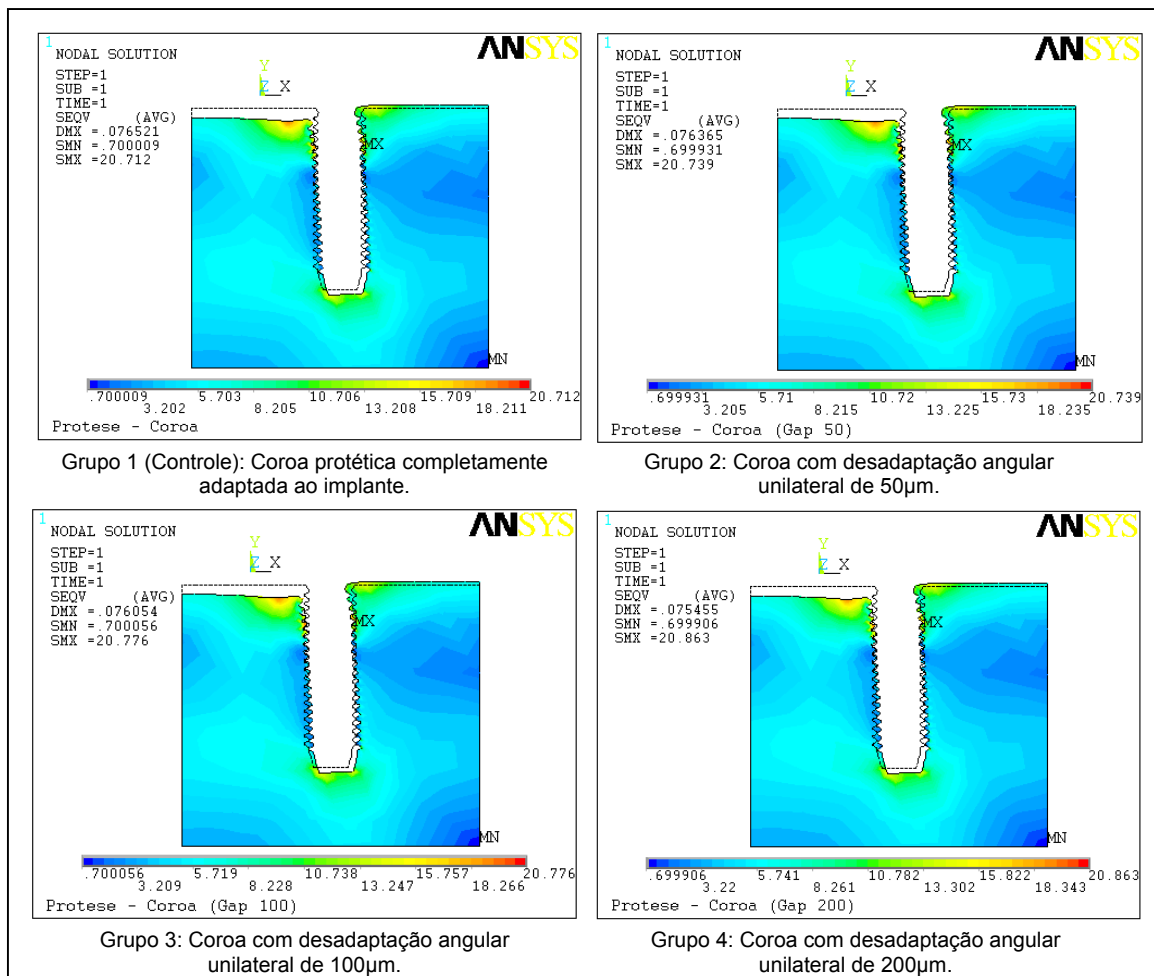 1
NODAL SOLUTION
ANSYS
STEP=1
SUB =1
TIME=1
SEQV (AVG)
DMX =.076521
SMN =.700009
SMX =20.712
Y
Z X
MX
MN
.700009 5.703 10.706 15.709 20.712
3.202 8.205 13.208 18.211
Protese - Coroa
Grupo 1 (Controle): Coroa protética completamente
adaptada ao implante.
1
NODAL SOLUTION
ANSYS
STEP=1
SUB =1
TIME=1
SEQV (AVG)
DMX =.076365
SMN =.699931
SMX =20.739
Y
Z X
MX
MN
.699931 5.71 10.72 15.73 20.739
3.205 8.215 13.225 18.235
Protese - Coroa (Gap 50)
Grupo 2: Coroa com desadaptação angular
unilateral de 50µm.
1
NODAL SOLUTION
ANSYS
STEP=1
SUB =1
TIME=1
SEQV (AVG)
DMX =.076054
SMN =.700056
SMX =20.776
Y
Z X
MX
MN
.700056 5.719 10.738 15.757 20.776
3.209 8.228 13.247 18.266
Protese - Coroa (Gap 100)
Grupo 3: Coroa com desadaptação angular
unilateral de 100µm.
1
NODAL SOLUTION
ANSYS
STEP=1
SUB =1
TIME=1
SEQV (AVG)
DMX =.075455
SMN =.699906
SMX =20.863
Y
Z X
MX
MN
.699906 5.741 10.782 15.822 20.863
3.22 8.261 13.302 18.343
Protese - Coroa (Gap 200)
Grupo 4: Coroa com desadaptação angular
unilateral de 200µm.